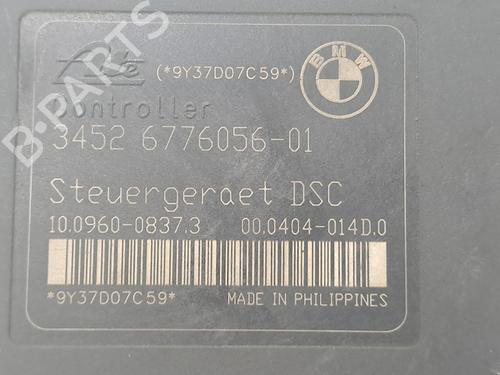 (*9Y37D07C59*)
BMW
Controller
3452 6776056-01
Steuergeraet DSC
10.0960-0837.3 00.0404-014D.0
*9Y37D07C59* MADE IN PHILIPPINES
B-PARTS